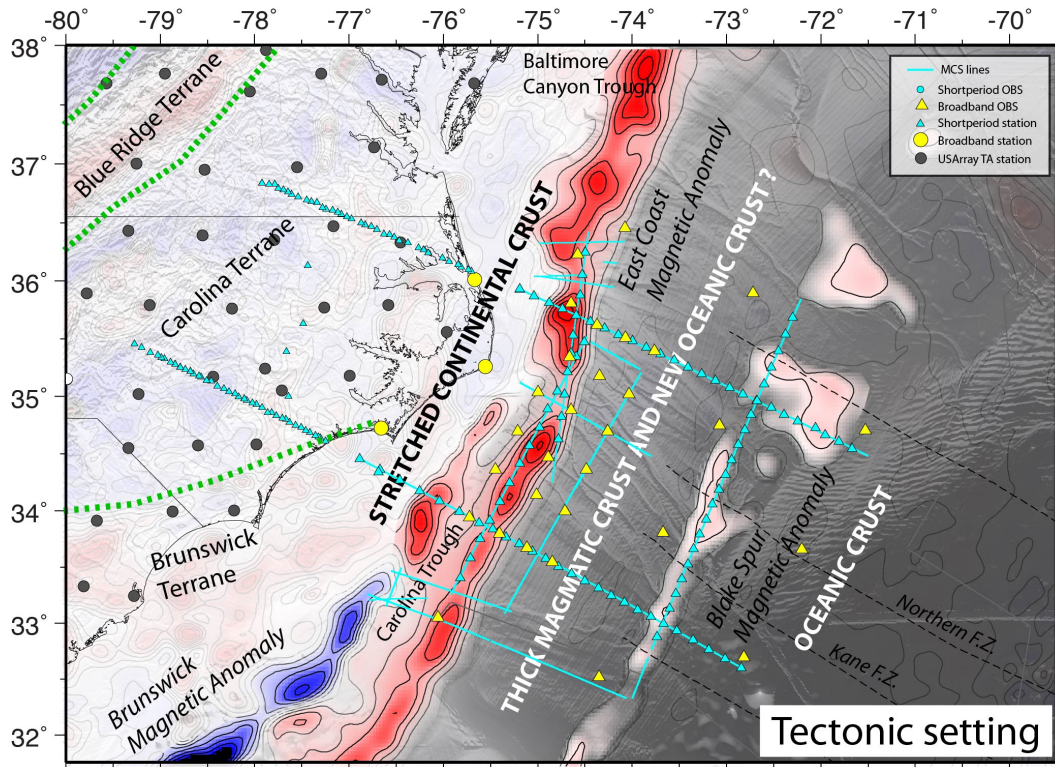 -80° -79° -78° -77° -76° -75° -74° -73° -72° -71° -70°
38°
37°
36°
35°
34°
33°
32°
Baltimore
Canyon Trough
MCS lines
Shortperiod OBS
Broadband OBS
Shortperiod station
Broadband station
USArray TA station
Blue Ridge Terrane
Carolina Terrane
STRETCHED CONTINENTAL CRUST
East Coast
Magnetic Anomaly
THICK MAGMATIC CRUST AND NEW OCEANIC CRUST ?
Brunswick
Terrane
Carolina Trough
Brunswick
Magnetic Anomaly
Blake Spur
Magnetic Anomaly
OCEANIC CRUST
Northern F.Z.
Kane F.Z.
Tectonic setting